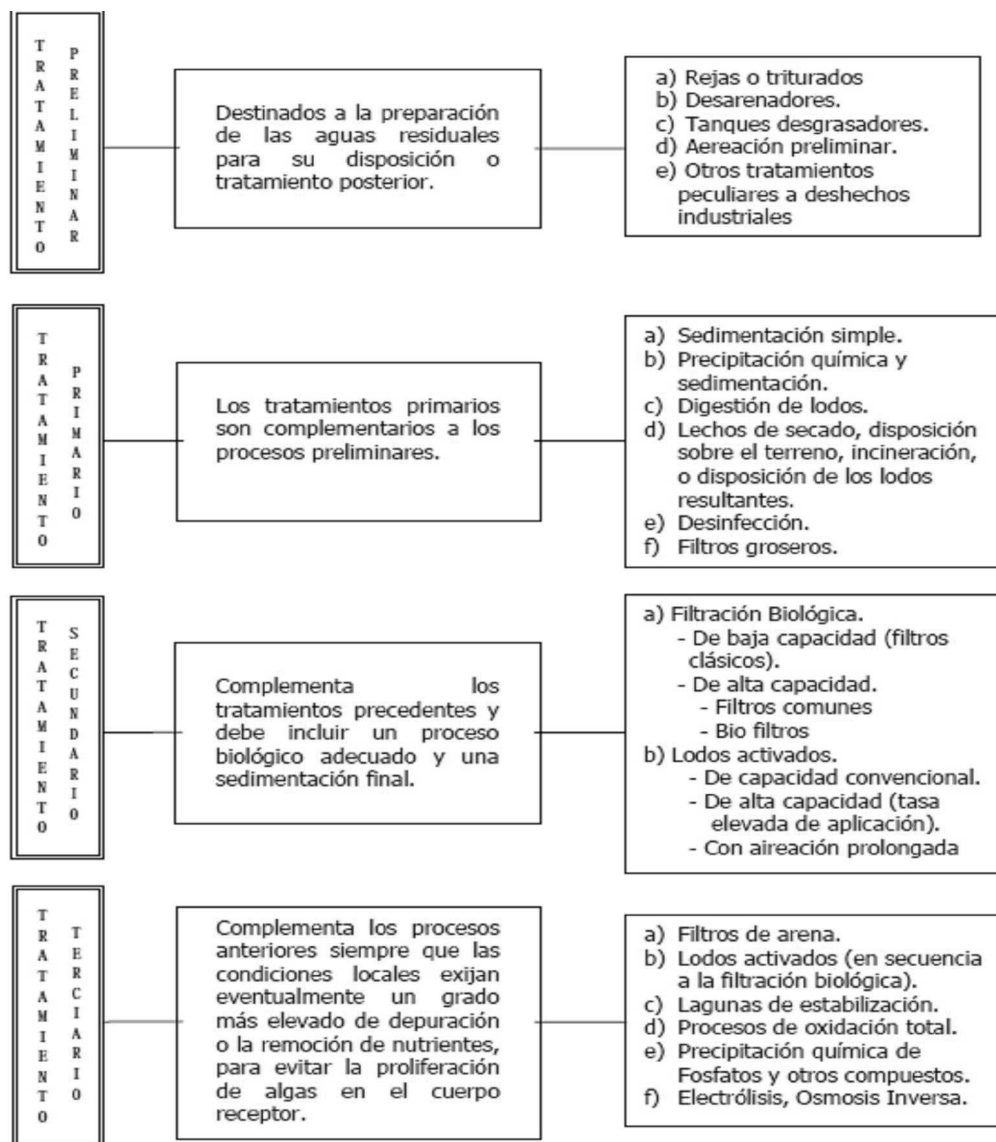 TRATAMIENTO
PRELIMINAR
Destinados a la preparación
de las aguas residuales
para su disposición o
tratamiento posterior.
a) Rejas o triturados
b) Desarenadores.
c) Tanques desgrasadores.
d) Aereación preliminar.
e) Otros tratamientos
peculiares a deshechos
industriales
TRATAMIENTO
PRIMARIO
Los tratamientos primarios
son complementarios a los
procesos preliminares.
a) Sedimentación simple.
b) Precipitación química y
sedimentación.
c) Digestión de lodos.
d) Lechos de secado, disposición
sobre el terreno, incineración,
o disposición de los lodos
resultantes.
e) Desinfección.
f) Filtros groseros.
TRATAMIENTO
SECUNDARIO
Complementa los
tratamientos precedentes y
debe incluir un proceso
biológico adecuado y una
sedimentación final.
a) Filtración Biológica.
- De baja capacidad (filtros
clásicos).
- De alta capacidad.
- Filtros comunes
- Bio filtros
b) Lodos activados.
- De capacidad convencional.
- De alta capacidad (tasa
elevada de aplicación).
- Con aireación prolongada
TRATAMIENTO
TERCIARIO
Complementa los procesos
anteriores siempre que las
condiciones locales exijan
eventualmente un grado
más elevado de depuración
o la remoción de nutrientes,
para evitar la proliferación
de algas en el cuerpo
receptor.
a) Filtros de arena.
b) Lodos activados (en secuencia
a la filtración biológica).
c) Lagunas de estabilización.
d) Procesos de oxidación total.
e) Precipitación química de
Fosfatos y otros compuestos.
f) Electrólisis, Osmosis Inversa.